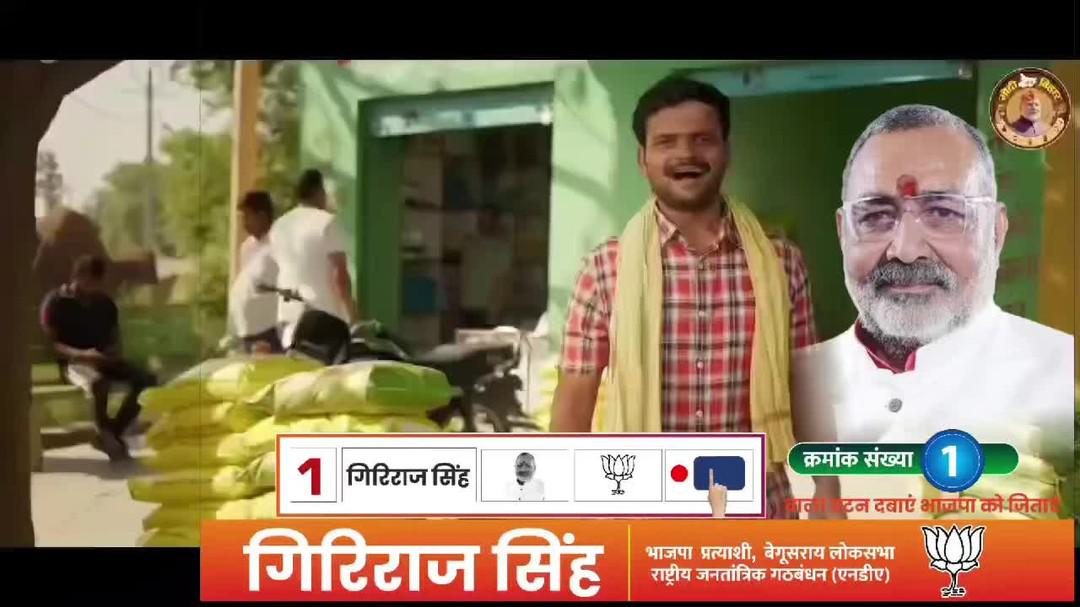 मोदी बिहार
1
गिरिराज सिंह
क्रमांक संख्या 1
वाला बटन दबाएं भाजपा को जिताएं
गिरिराज सिंह
भाजपा प्रत्याशी, बेगूसराय लोकसभा
राष्ट्रीय जनतांत्रिक गठबंधन (एनडीए)